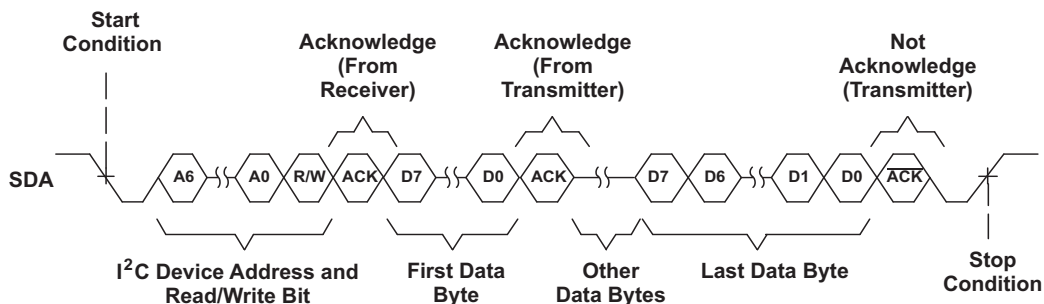 Start
Condition
Acknowledge
(From
Receiver)
Acknowledge
(From
Transmitter)
Not
Acknowledge
(Transmitter)
SDA
A6
A0
R/W
ACK
D7
D0
ACK
D7
D6
D1
D0
ACK
I²C Device Address and
Read/Write Bit
First Data
Byte
Other
Data Bytes
Last Data Byte
Stop
Condition